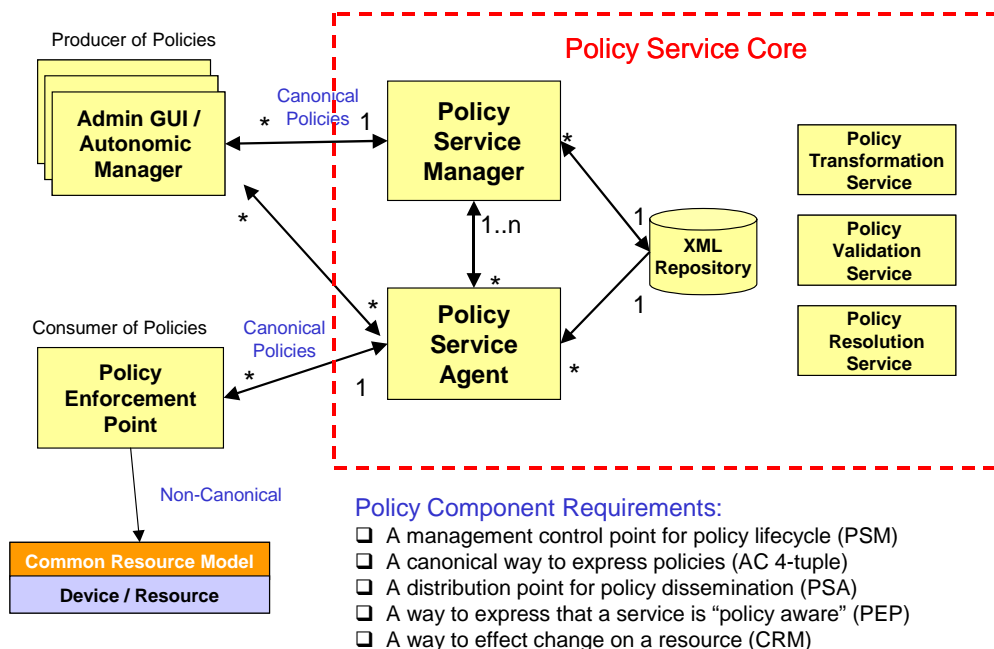 Producer of Policies
Policy Service Core
Admin GUI /
Autonomic
Manager
*
Canonical
Policies
1
Policy
Service
Manager
*
Policy
Transformation
Service
*
1..n
1
XML
Repository
Policy
Validation
Service
*
*
1
Consumer of Policies
Canonical
Policies
Policy
Service
Agent
Policy
Resolution
Service
*
1
*
Policy
Enforcement
Point
Non-Canonical
Common Resource Model
Device / Resource
Policy Component Requirements:
❑ A management control point for policy lifecycle (PSM)
❑ A canonical way to express policies (AC 4-tuple)
❑ A distribution point for policy dissemination (PSA)
❑ A way to express that a service is “policy aware” (PEP)
❑ A way to effect change on a resource (CRM)